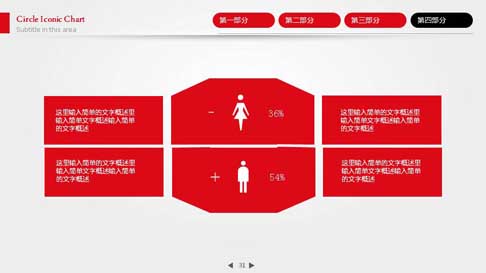 Circle Iconic Chart
Subtitle in this area
第一部分
第二部分
第三部分
第四部分
这里输入简单的文字概述里
输入简单文字概述输入简单
的文字概述
- 36%
这里输入简单的文字概述里
输入简单文字概述输入简单
的文字概述
这里输入简单的文字概述里
输入简单文字概述输入简单
的文字概述
+ 54%
这里输入简单的文字概述里
输入简单文字概述输入简单
的文字概述
31